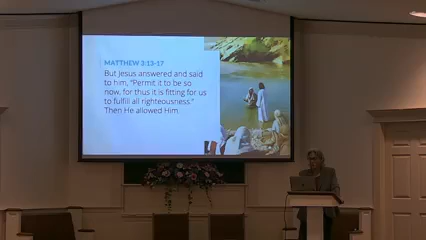 MATTHEW 3:13-17
But Jesus answered and said
to him, "Permit it to be so
now, for thus it is fitting for us
to fulfill all righteousness."
Then He allowed Him.